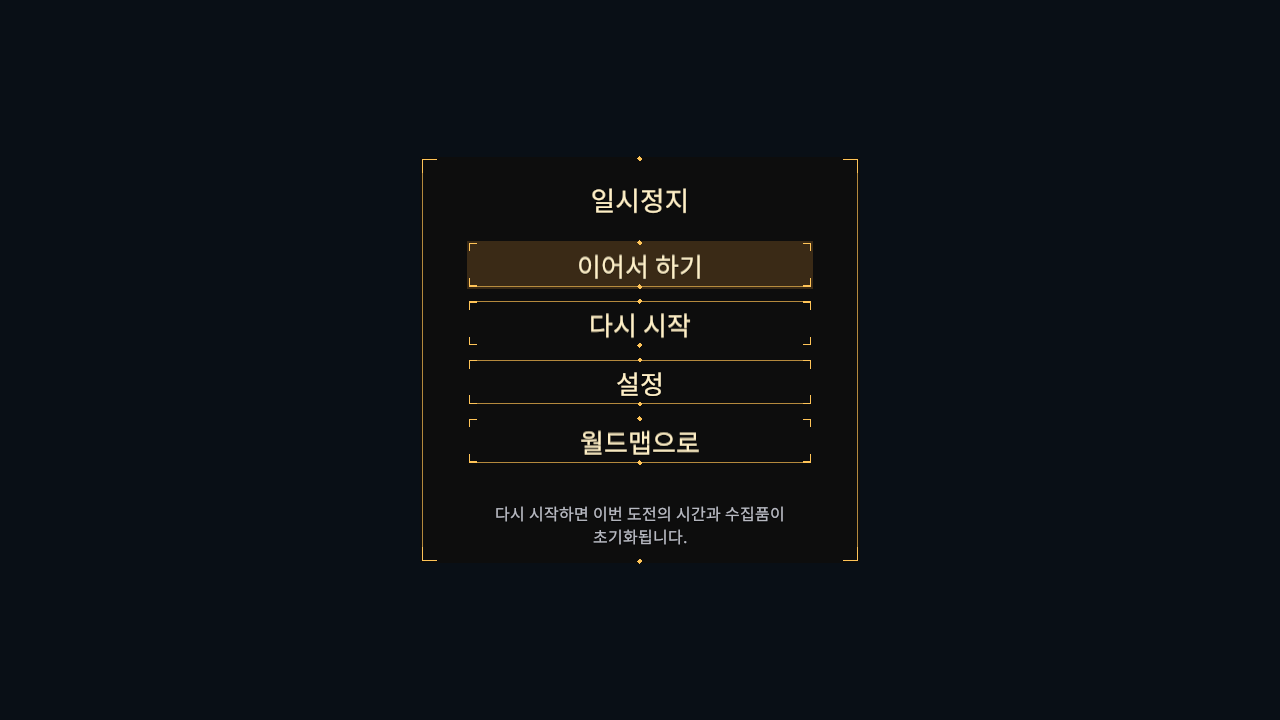 일시정지
이어서 하기
다시 시작
설정
월드맵으로
다시 시작하면 이번 도전의 시간과 수집품이
초기화됩니다.